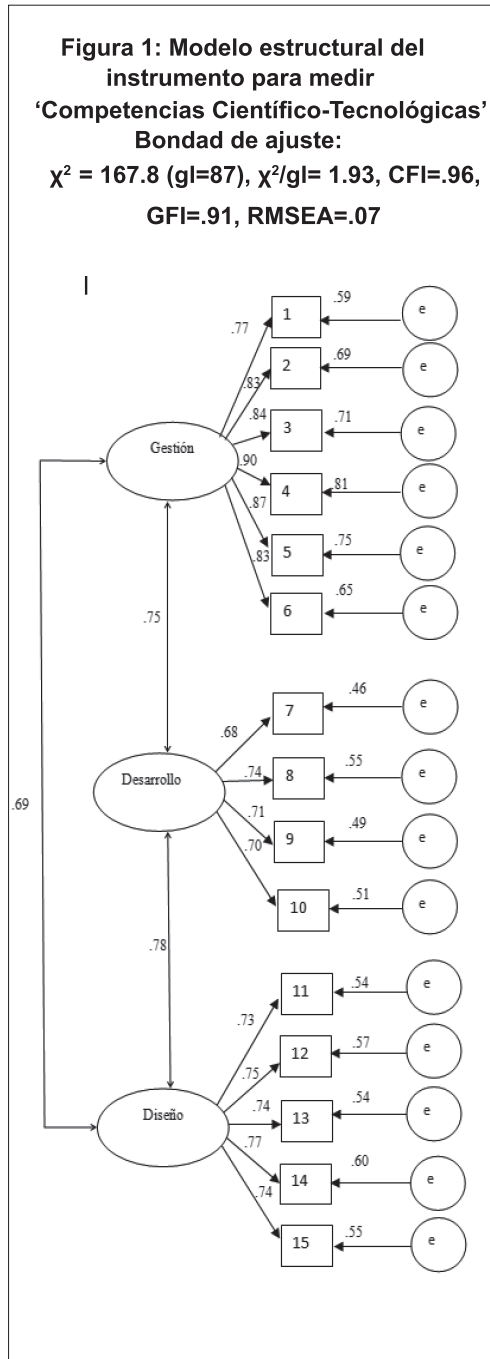 Figura 1: Modelo estructural del
instrumento para medir
‘Competencias Científico-Tecnológicas’
Bondad de ajuste:
χ² = 167.8 (gl=87), χ²/gl= 1.93, CFI=.96,
GFI=.91, RMSEA=.07
.77 1 .59 e
.83 2 .69 e
.84 3 .71 e
Gestión
.90 4 .81 e
.87 5 .75 e
.83 6 .65 e
.75
.68 7 .46 e
Desarrollo .74 8 .55 e
.69
.71 9 .49 e
.70 10 .51 e
.78
.73 11 .54 e
.75 12 .57 e
Diseño .74 13 .54 e
.77 14 .60 e
.74 15 .55 e